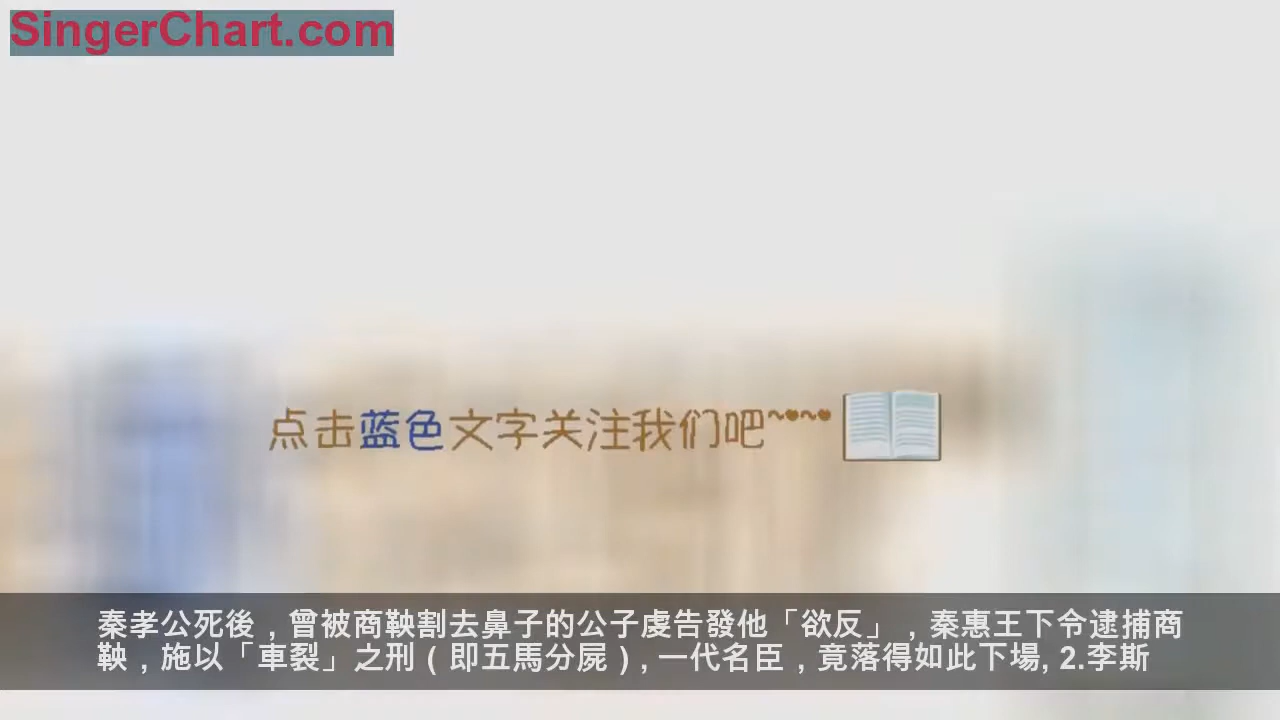 SingerChart.com
点击蓝色文字关注我们吧~❤~❤
秦孝公死後，曾被商鞅割去鼻子的公子虔告發他「欲反」，秦惠王下令逮捕商
鞅，施以「車裂」之刑（即五馬分屍）, 一代名臣，竟落得如此下場, 2.李斯